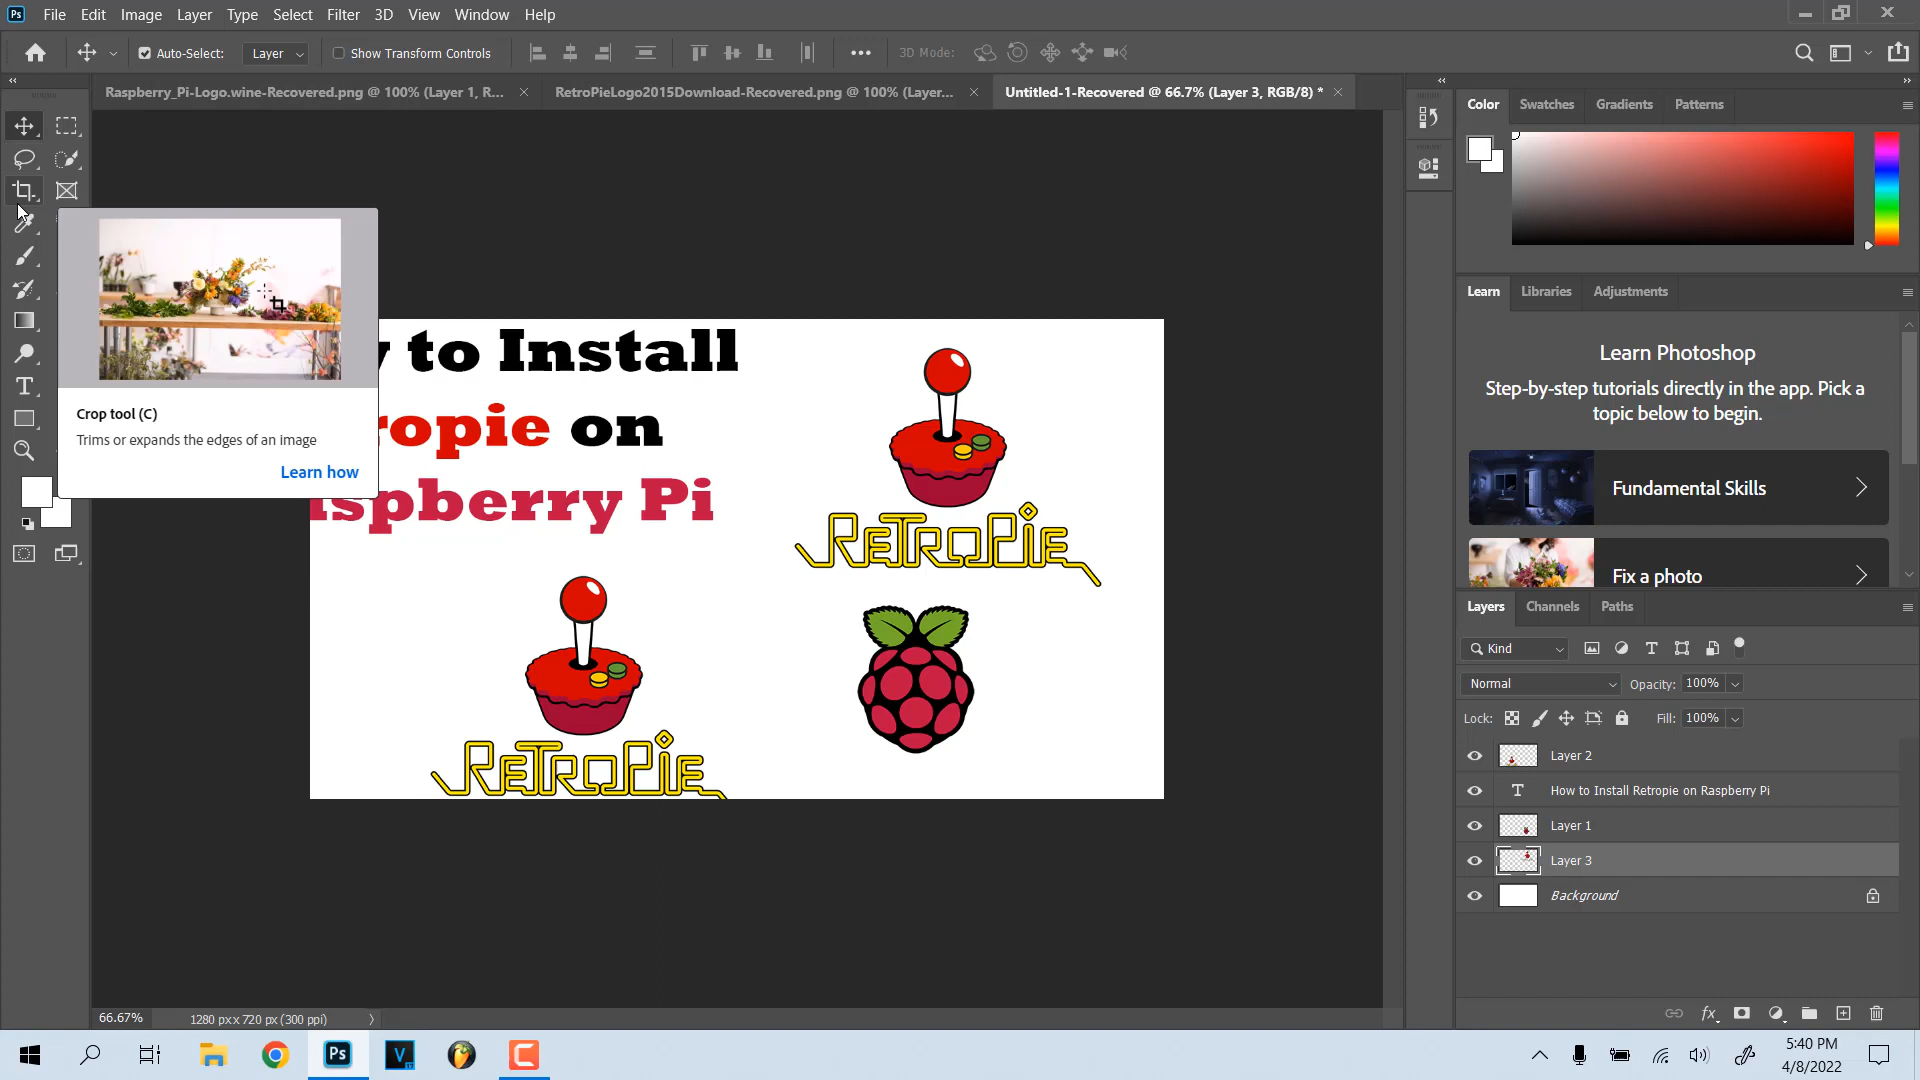 Ps File Edit Image Layer Type Select Filter 3D View Window Help
Auto-Select: Layer Show Transform Controls 3D Mode:
Raspberry_Pi-Logo.wine-Recovered.png @ 100% (Layer 1, R... RetroPieLogo2015Download-Recovered.png @ 100% (Layer... Untitled-1-Recovered @ 66.7% (Layer 3, RGB/8) *
Color Swatches Gradients Patterns
Learn Libraries Adjustments
Learn Photoshop
Step-by-step tutorials directly in the app. Pick a
topic below to begin.
Fundamental Skills
Fix a photo
Crop tool (C)
Trims or expands the edges of an image
Learn how
to Install
ropie on
spberry Pi
RETROPIE
RETROPIE
Layers Channels Paths
Kind
Normal Opacity: 100%
Lock: Fill: 100%
Layer 2
T How to Install Retropie on Raspberry Pi
Layer 1
Layer 3
Background
fx
66.67% 1280 px x 720 px (300 ppi)
Ps V C
5:40 PM
4/8/2022